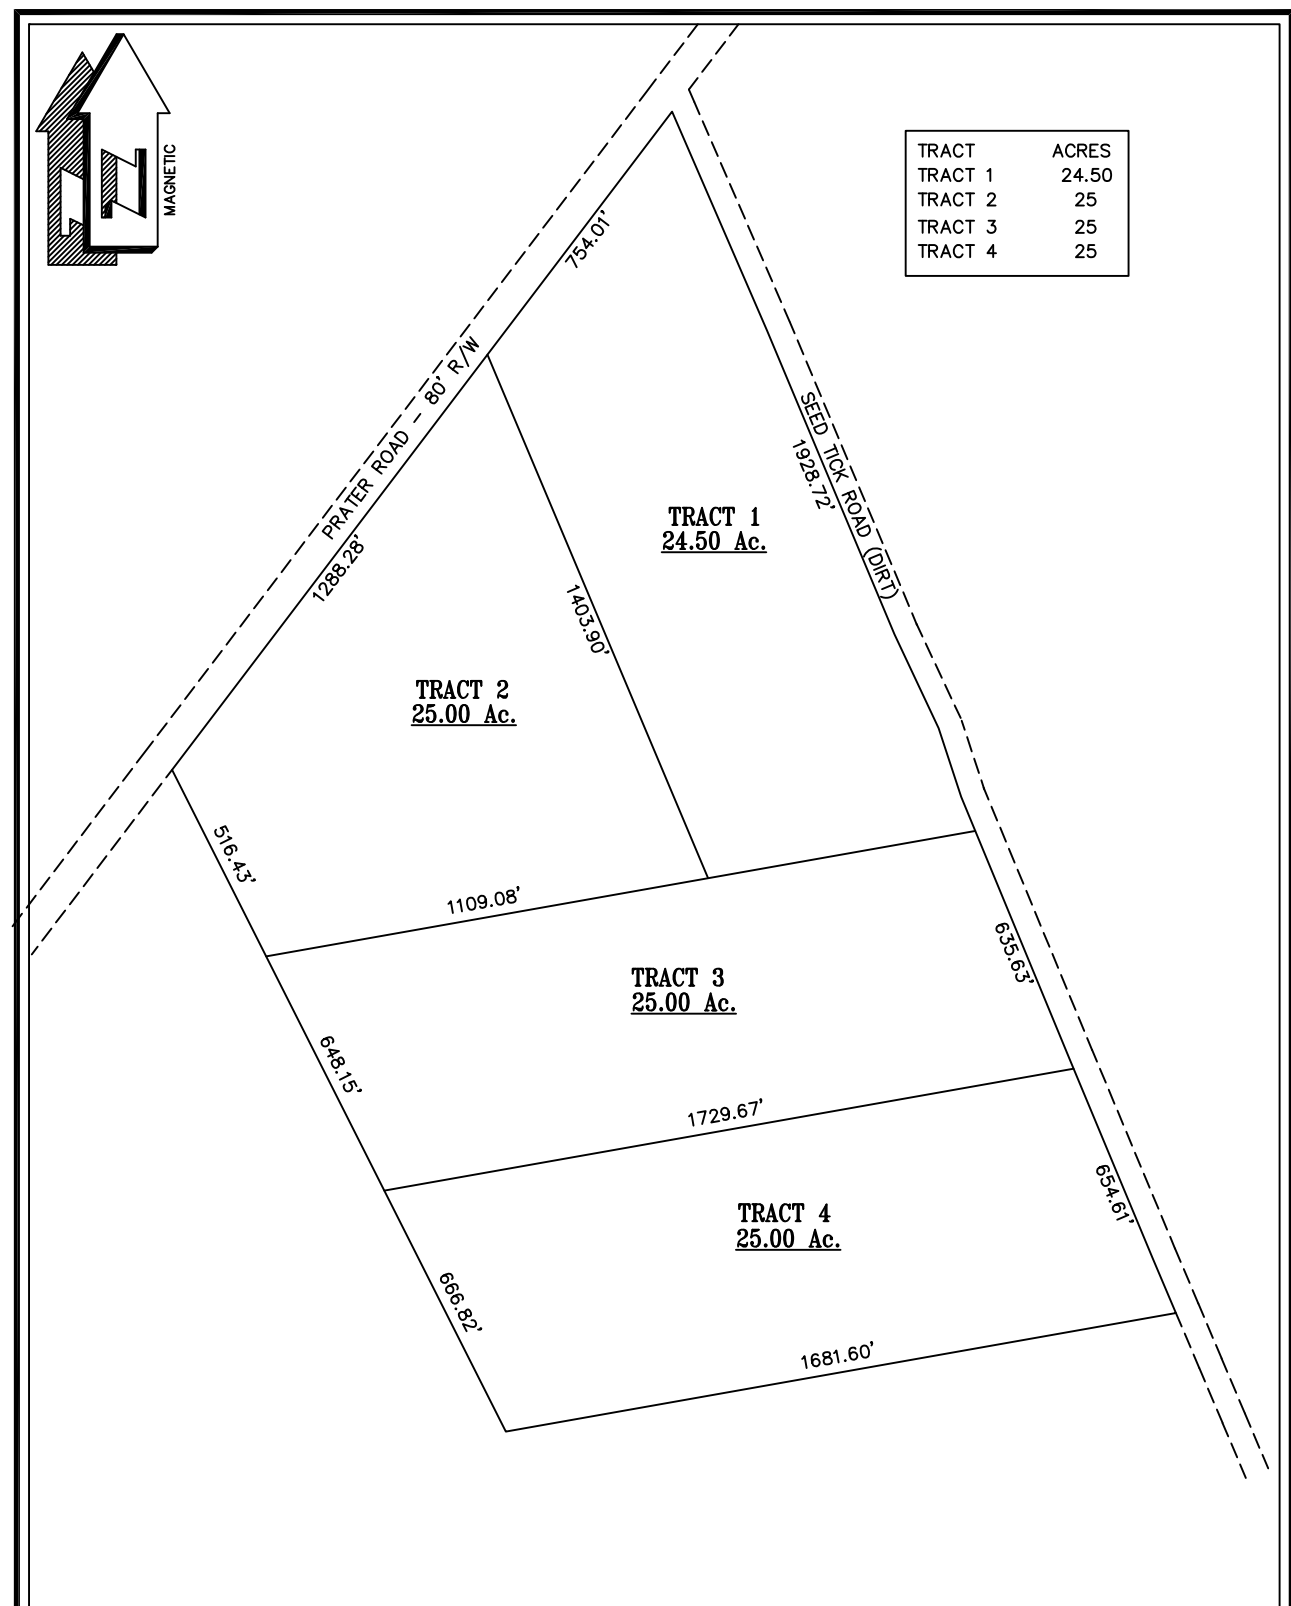 MAGNETIC
TRACT ACRES
TRACT 1 24.50
TRACT 2 25
TRACT 3 25
TRACT 4 25
754.01'
PRATER ROAD - 80' R/W
1288.28'
SEED TICK ROAD (DIRT)
1928.72'
TRACT 1
24.50 Ac.
1403.90'
TRACT 2
25.00 Ac.
516.43'
1109.08'
635.63'
TRACT 3
25.00 Ac.
648.15'
1729.67'
654.61'
TRACT 4
25.00 Ac.
666.82'
1681.60'